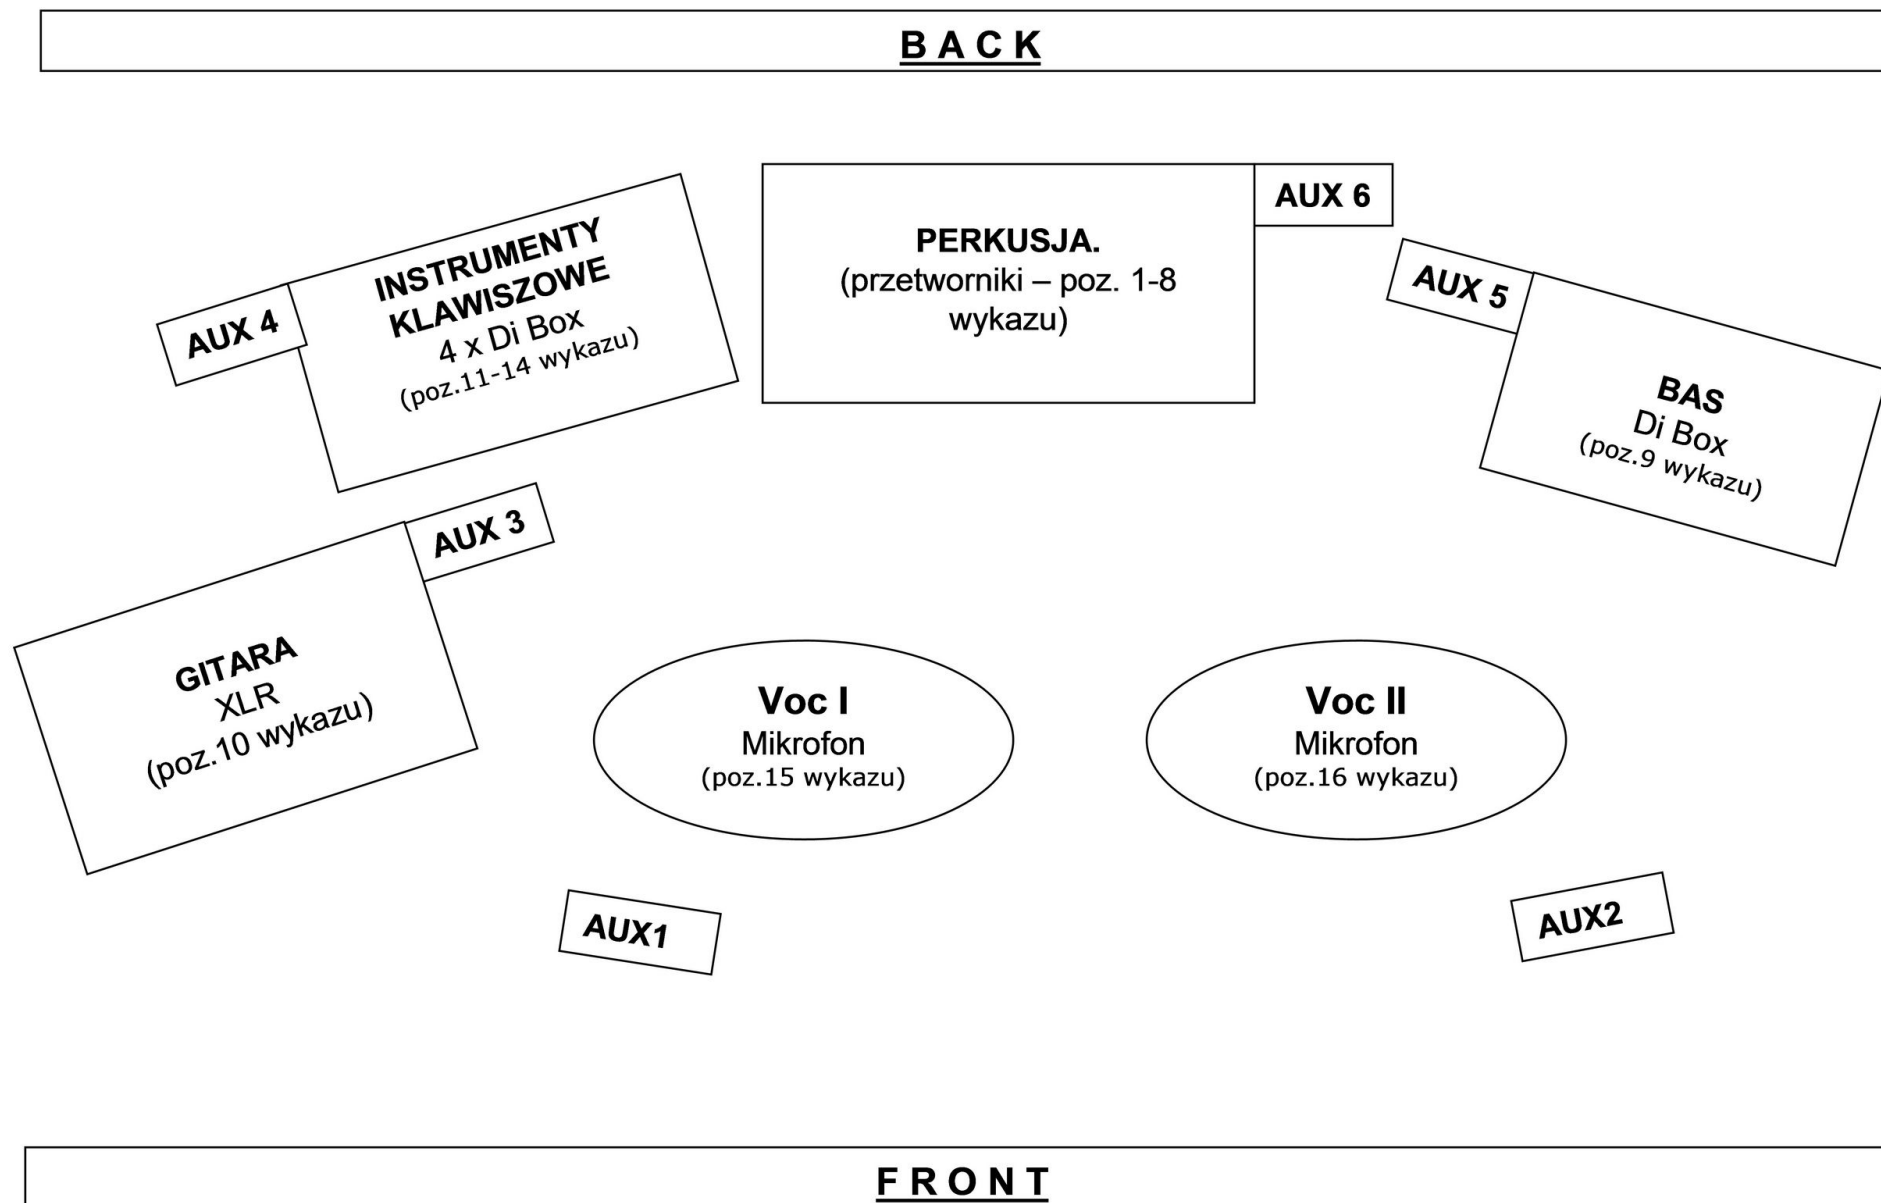 B A C K
AUX 6
PERKUSJA.
(przetworniki – poz. 1-8
wykazu)
INSTRUMENTY
KLAWISZOWE
4 x Di Box
(poz.11-14 wykazu)
AUX 4
AUX 5
BAS
Di Box
(poz.9 wykazu)
AUX 3
GITARA
XLR
(poz.10 wykazu)
Voc I
Mikrofon
(poz.15 wykazu)
Voc II
Mikrofon
(poz.16 wykazu)
AUX1
AUX2
F R O N T